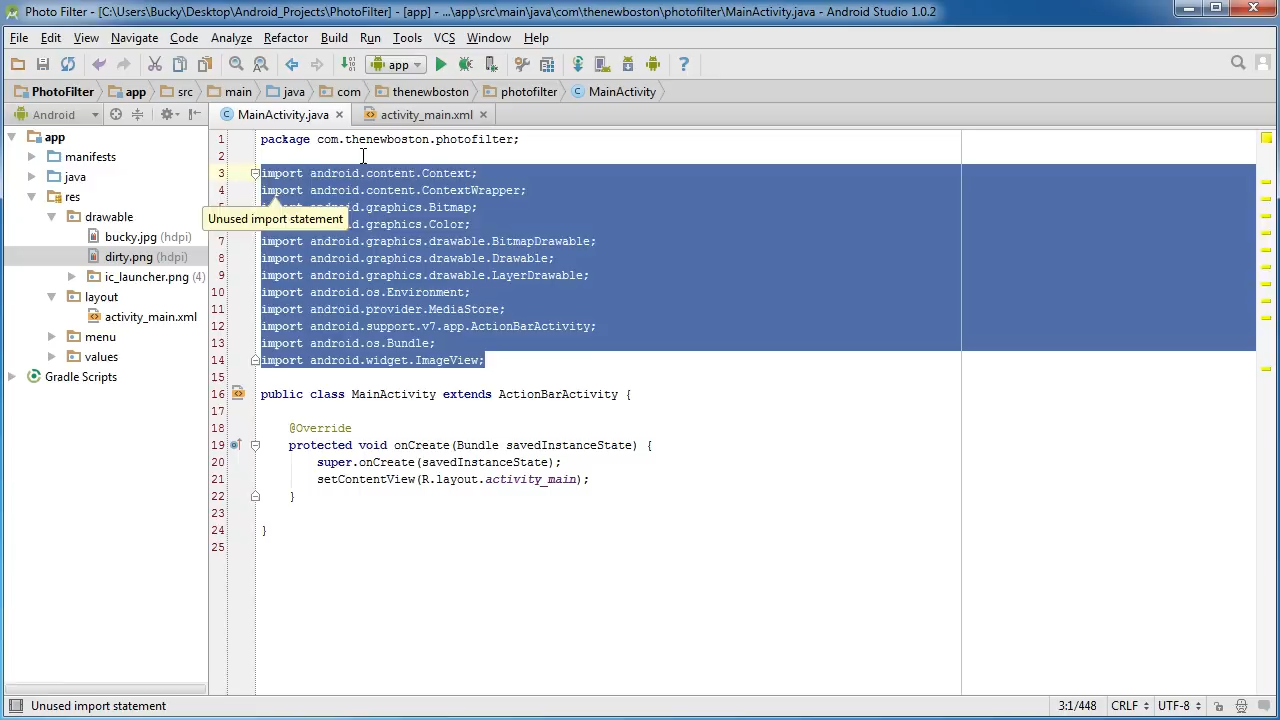 Photo Filter - [C:\Users\Bucky\Desktop\Android_Projects\PhotoFilter] - [app] - ...\app\src\main\java\com\thenewboston\photofilter\MainActivity.java - Android Studio 1.0.2
File Edit View Navigate Code Analyze Refactor Build Run Tools VCS Window Help
app
PhotoFilter app src main java com thenewboston photofilter MainActivity
Android MainActivity.java activity_main.xml
app
manifests
java
res
drawable
bucky.jpg (hdpi)
dirty.png (hdpi)
ic_launcher.png (4)
layout
activity_main.xml
menu
values
Gradle Scripts
1 package com.thenewboston.photofilter;
2
3 import android.content.Context;
4 import android.content.ContextWrapper;
.graphics.Bitmap;
.graphics.Color;
Unused import statement
7 import android.graphics.drawable.BitmapDrawable;
8 import android.graphics.drawable.Drawable;
9 import android.graphics.drawable.LayerDrawable;
10 import android.os.Environment;
11 import android.provider.MediaStore;
12 import android.support.v7.app.ActionBarActivity;
13 import android.os.Bundle;
14 import android.widget.ImageView;
15
16 public class MainActivity extends ActionBarActivity {
17
18 @Override
19 protected void onCreate(Bundle savedInstanceState) {
20 super.onCreate(savedInstanceState);
21 setContentView(R.layout.activity_main);
22 }
23
24 }
25
Unused import statement 3:1/448 CRLF UTF-8